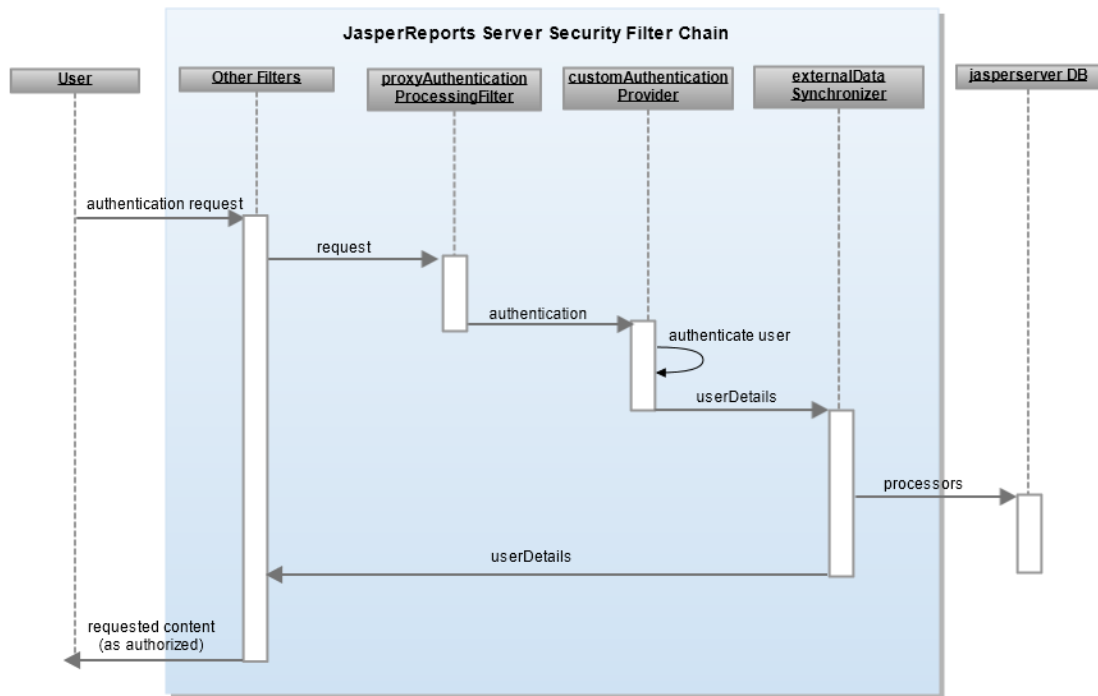 JasperReports Server Security Filter Chain
User
Other Filters
proxyAuthentication
ProcessingFilter
customAuthentication
Provider
externalData
Synchronizer
jasperserver DB
authentication request
request
authentication
authenticate user
userDetails
processors
userDetails
requested content
(as authorized)